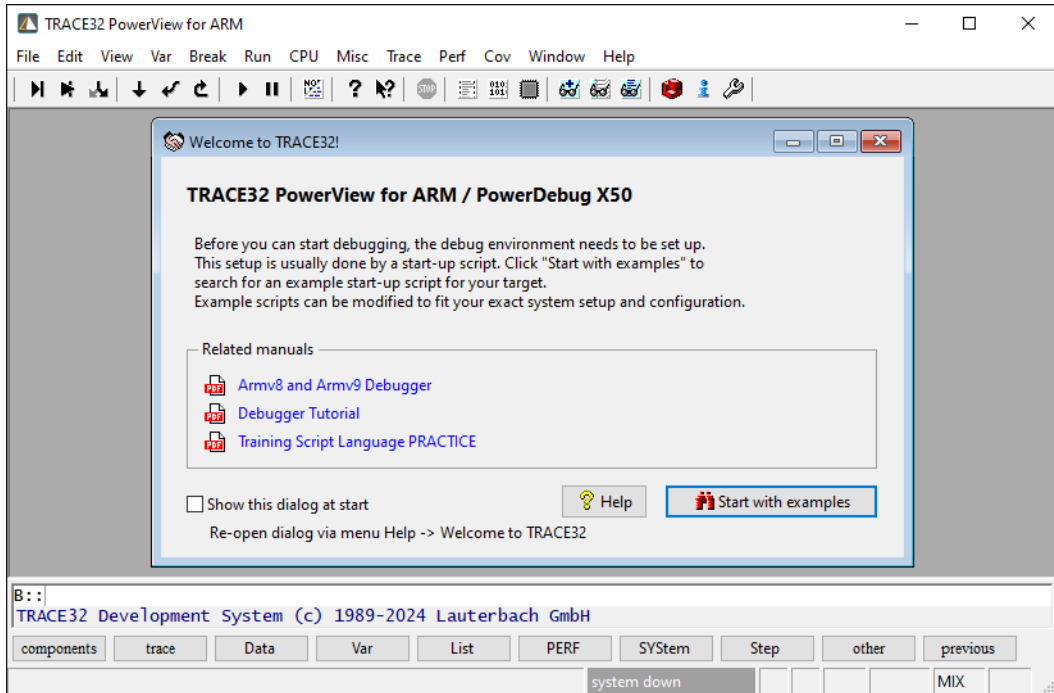 TRACE32 PowerView for ARM
File Edit View Var Break Run CPU Misc Trace Perf Cov Window Help
NOP
STOP
010
101
Welcome to TRACE32!
TRACE32 PowerView for ARM / PowerDebug X50
Before you can start debugging, the debug environment needs to be set up.
This setup is usually done by a start-up script. Click "Start with examples" to
search for an example start-up script for your target.
Example scripts can be modified to fit your exact system setup and configuration.
Related manuals
PDF Armv8 and Armv9 Debugger
PDF Debugger Tutorial
PDF Training Script Language PRACTICE
Show this dialog at start
Help
Start with examples
Re-open dialog via menu Help -> Welcome to TRACE32
B::
TRACE32 Development System (c) 1989-2024 Lauterbach GmbH
components trace Data Var List PERF SYStem Step other previous
system down MIX